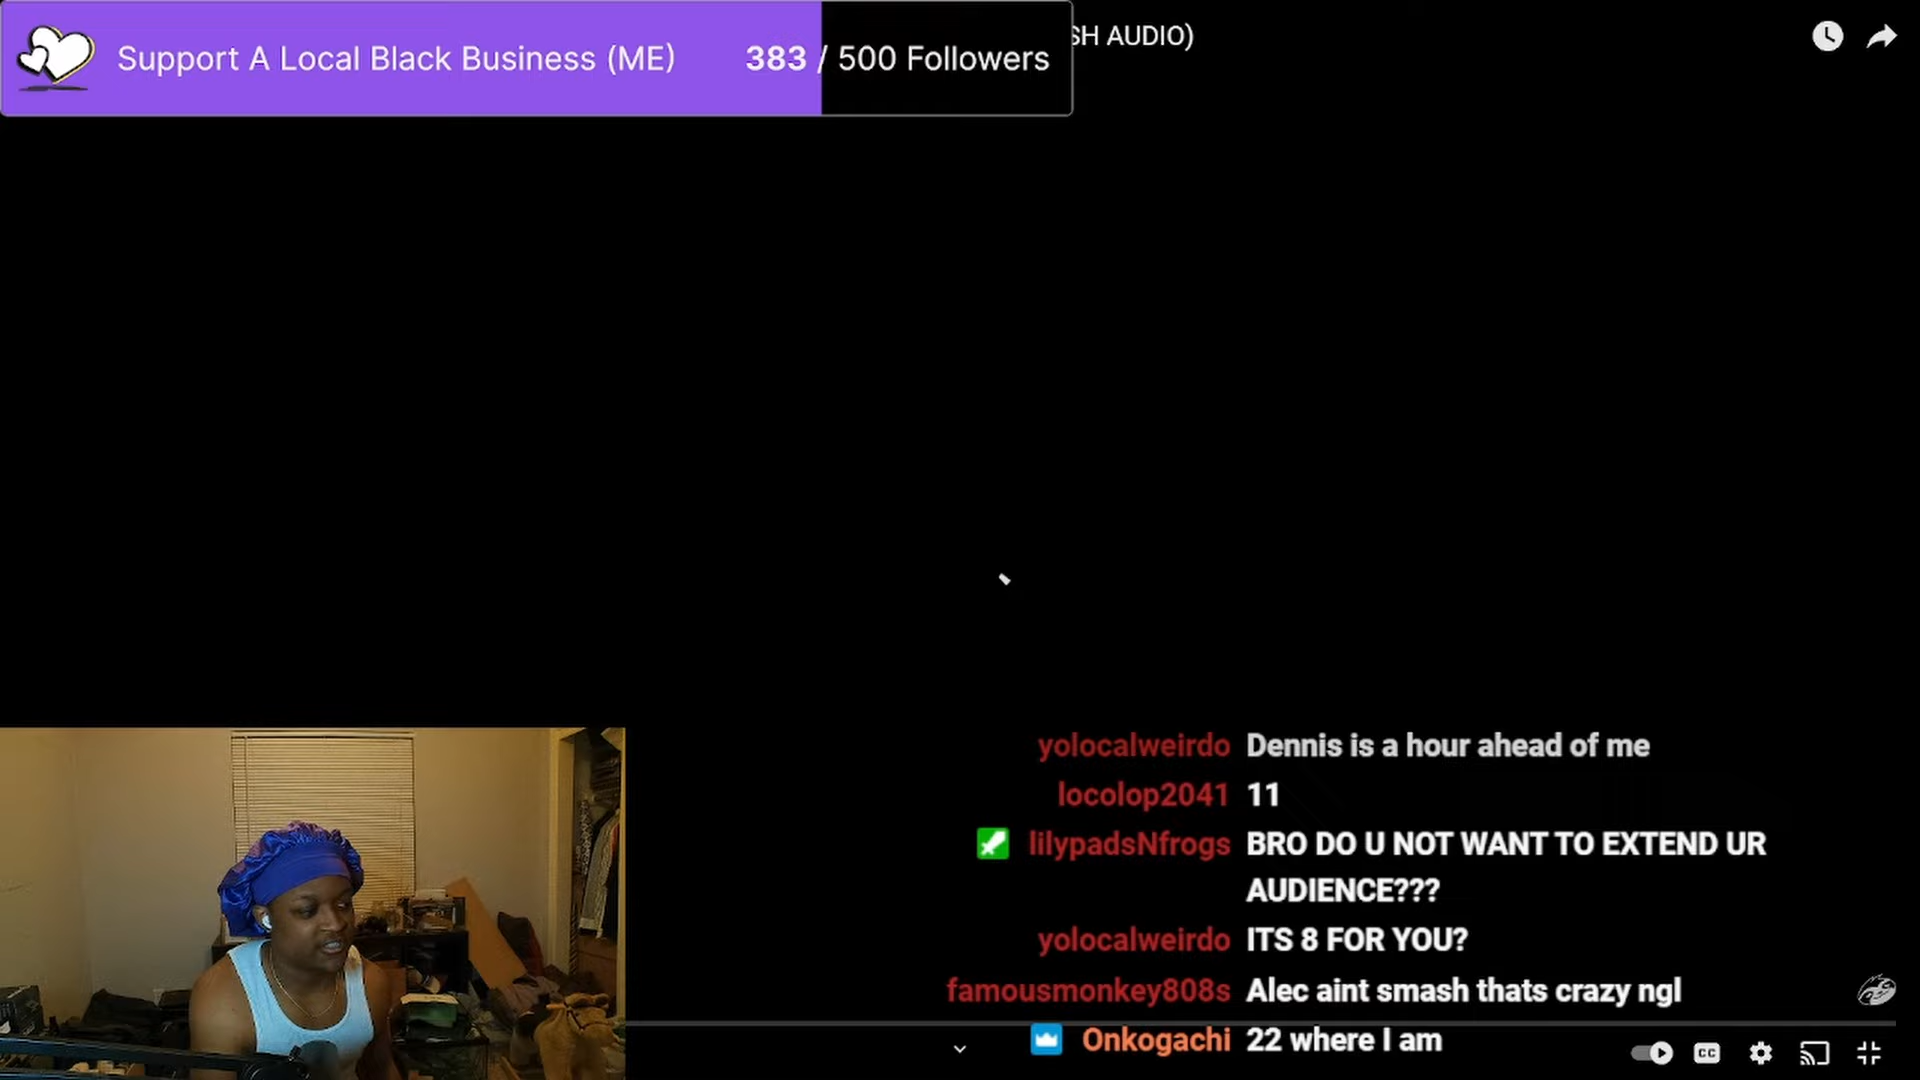 Support A Local Black Business (ME) 383 / 500 Followers
SH AUDIO)
yolocalweirdo Dennis is a hour ahead of me
locolop2041 11
lilypadsNfrogs BRO DO U NOT WANT TO EXTEND UR
AUDIENCE???
yolocalweirdo ITS 8 FOR YOU?
famousmonkey808s Alec aint smash thats crazy ngl
Onkogachi 22 where I am
CC